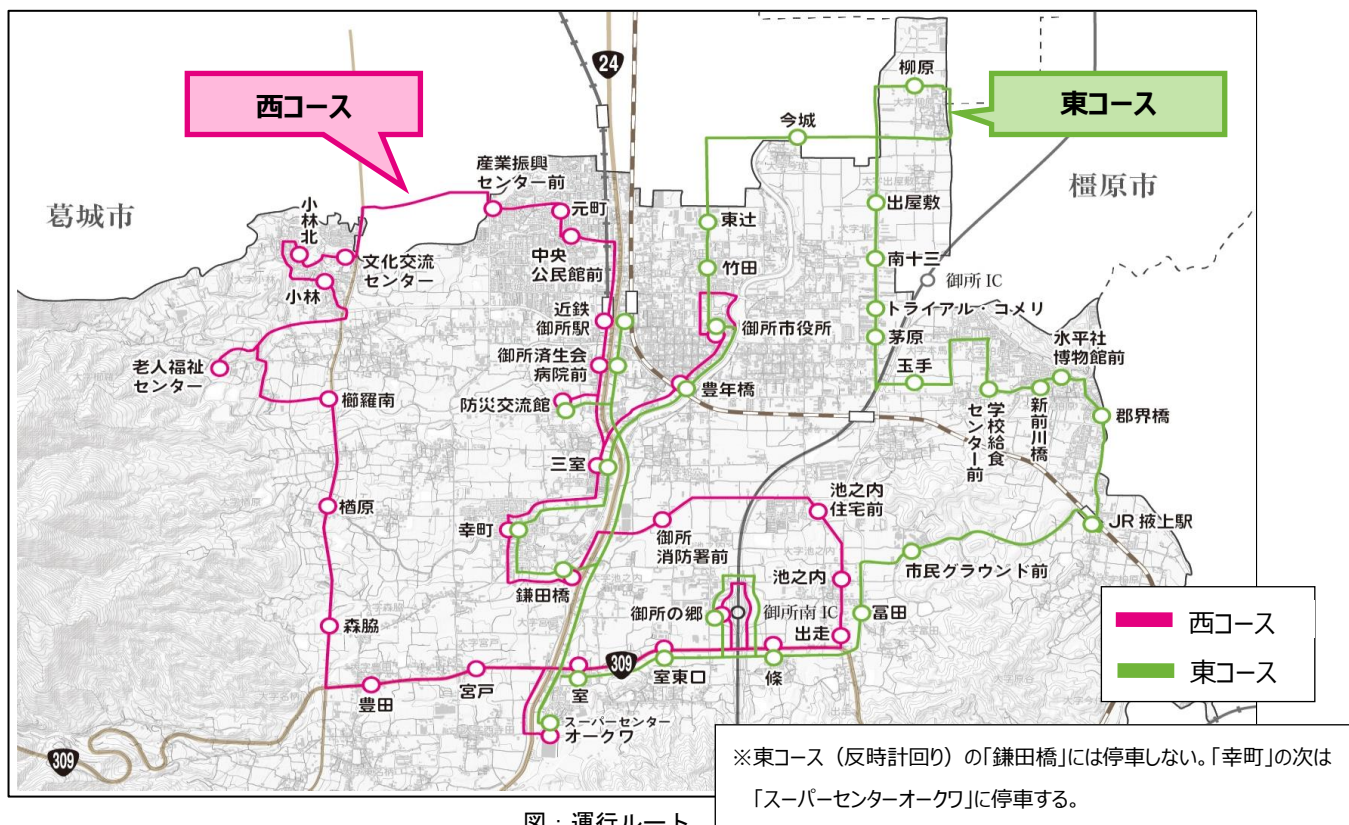 24
西コース
東コース
柳原
今城
産業振興
センター前
元町
葛城市
橿原市
小林北
東辻
出屋敷
文化交流
センター
中央
公民館前
竹田
南十三
御所IC
小林
トライアル・コメリ
近鉄
御所駅
御所市役所
茅原
水平社
博物館前
老人福祉
センター
御所済生会
病院前
玉手
櫛羅南
防災交流館
豊年橋
学校給食
センター前
新前川橋
郡界橋
三室
楢原
池之内
住宅前
幸町
御所
消防署前
JR掖上駅
市民グラウンド前
鎌田橋
池之内
御所の郷
御所南IC
冨田
森脇
出走
309
室東口
條
豊田
宮戸
室
スーパーセンター
オークワ
309
西コース
東コース
※東コース(反時計回り)の「鎌田橋」には停車しない。「幸町」の次は
「スーパーセンターオークワ」に停車する。
図:運行ルート